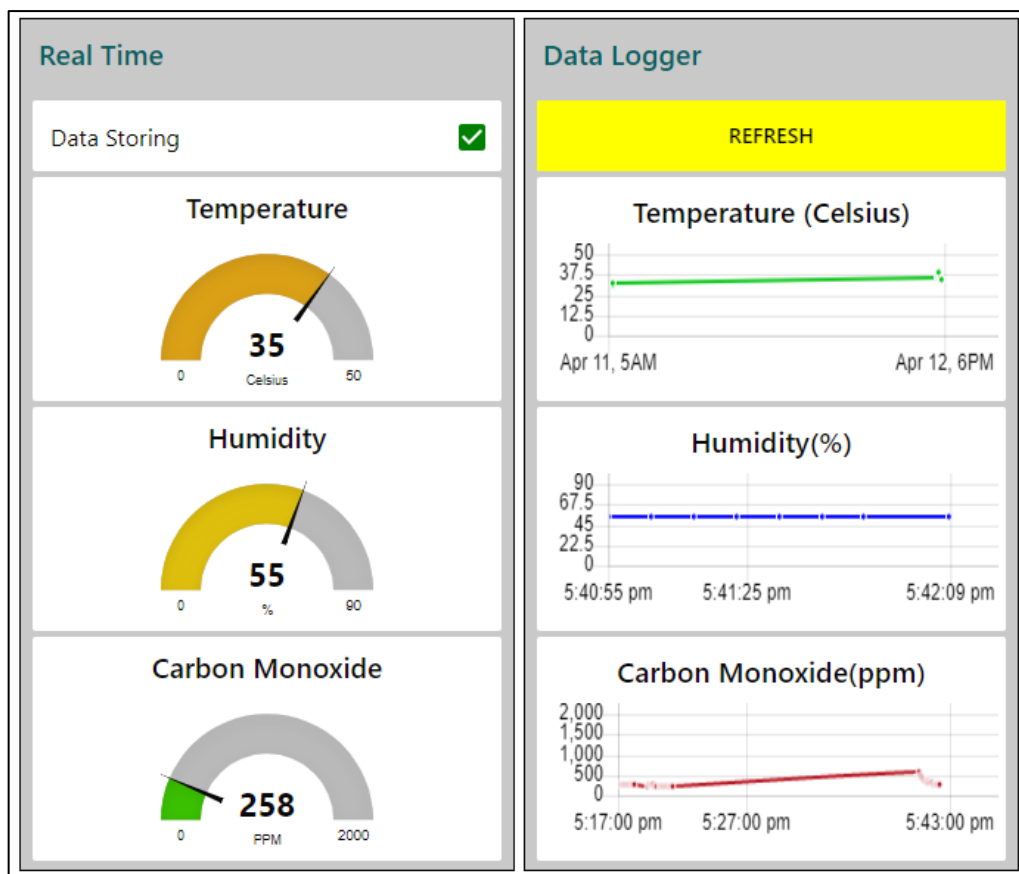 Real Time
Data Storing
Temperature
35
Celsius
0
50
Humidity
55
%
0
90
Carbon Monoxide
258
PPM
0
2000
Data Logger
REFRESH
Temperature (Celsius)
50
37.5
25
12.5
0
Apr 11, 5AM Apr 12, 6PM
Humidity(%)
90
67.5
45
22.5
0
5:40:55 pm 5:41:25 pm 5:42:09 pm
Carbon Monoxide(ppm)
2,000
1,500
1,000
500
0
5:17:00 pm 5:27:00 pm 5:43:00 pm